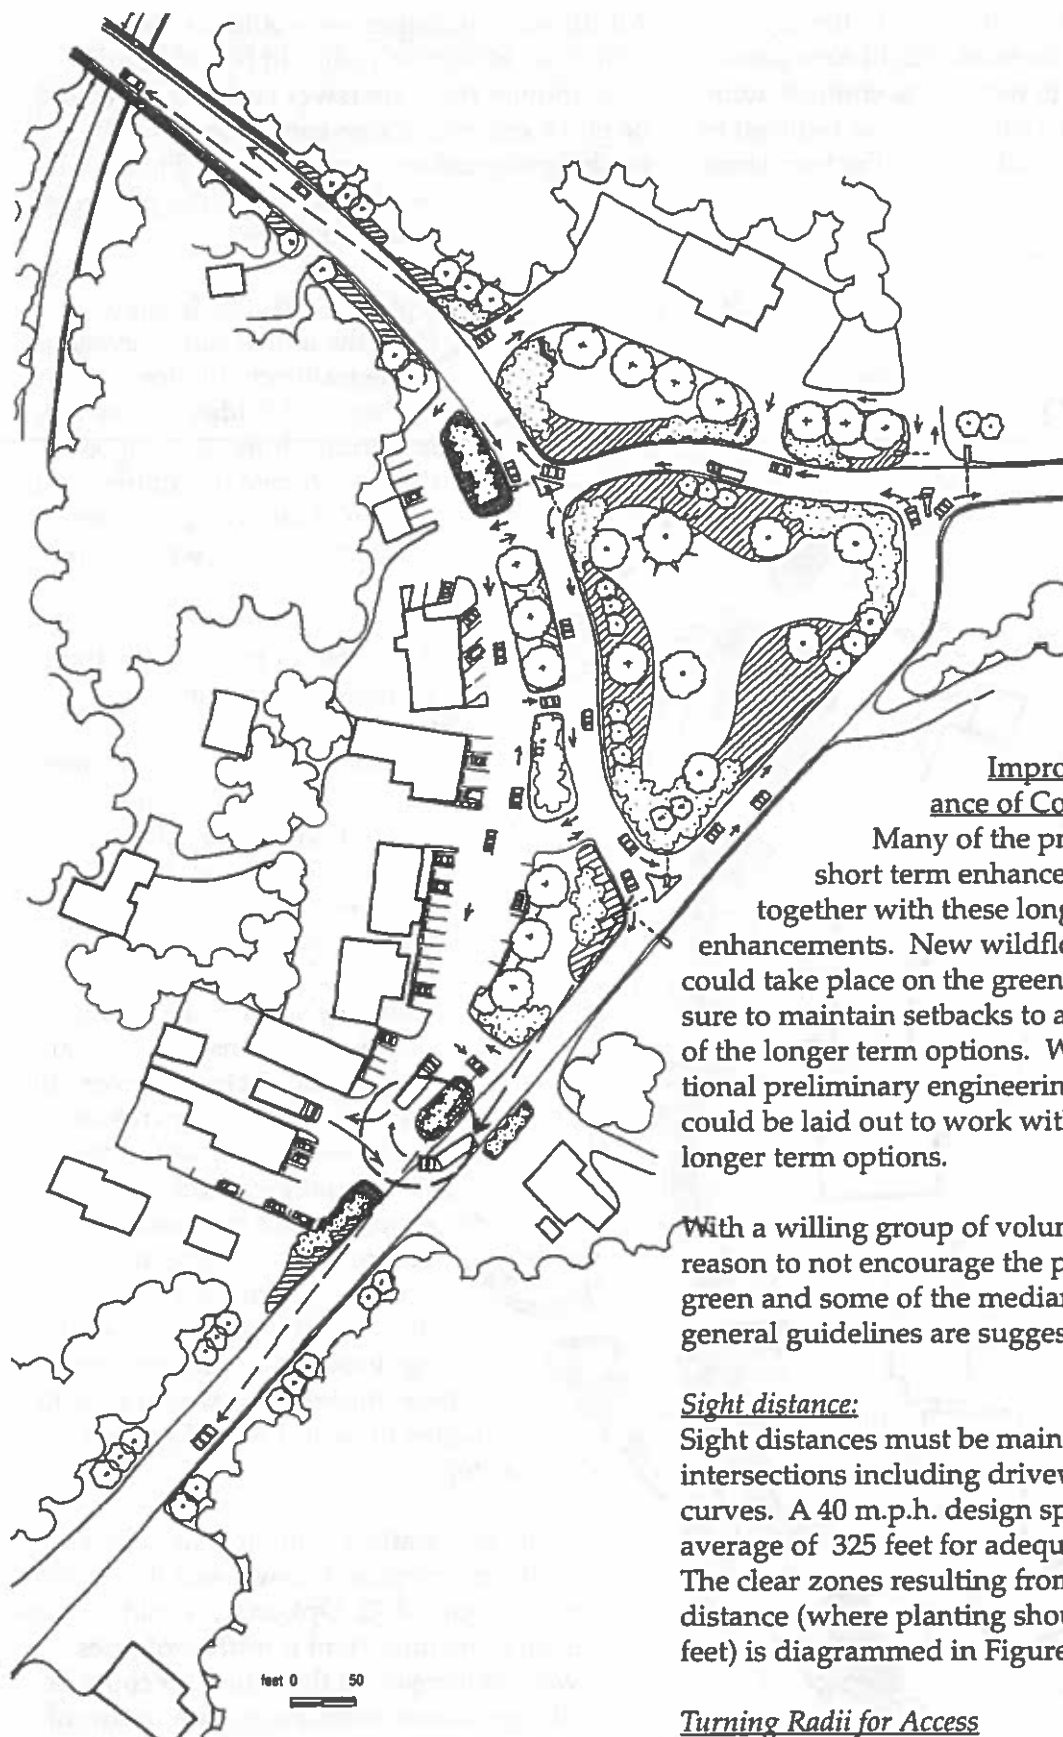 Impro
ance of Co
Many of the pr
short term enhance
together with these long
enhancements. New wildfl
could take place on the green
sure to maintain setbacks to a
of the longer term options. W
tional preliminary engineering
could be laid out to work with
longer term options.
With a willing group of volun
reason to not encourage the p
green and some of the median
general guidelines are sugges
Sight distance:
Sight distances must be main
intersections including drivew
curves. A 40 m.p.h. design sp
average of 325 feet for adequ
The clear zones resulting from
distance (where planting shou
feet) is diagrammed in Figure
Turning Radii for Access
feet 0 50